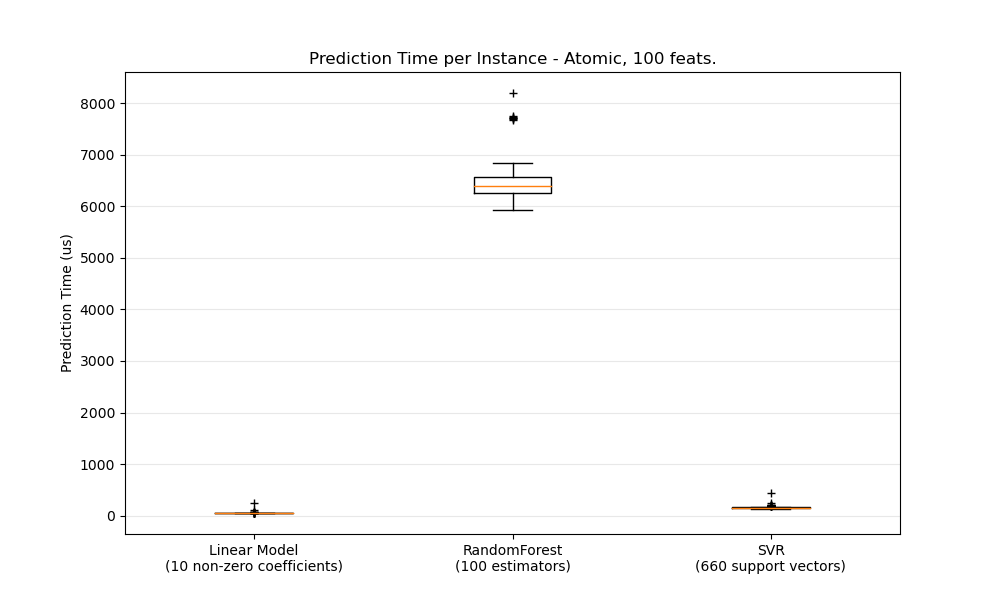 Prediction Time per Instance - Atomic, 100 feats.
Prediction Time (us)
8000
7000
6000
5000
4000
3000
2000
1000
0
Linear Model
(10 non-zero coefficients)
RandomForest
(100 estimators)
SVR
(660 support vectors)